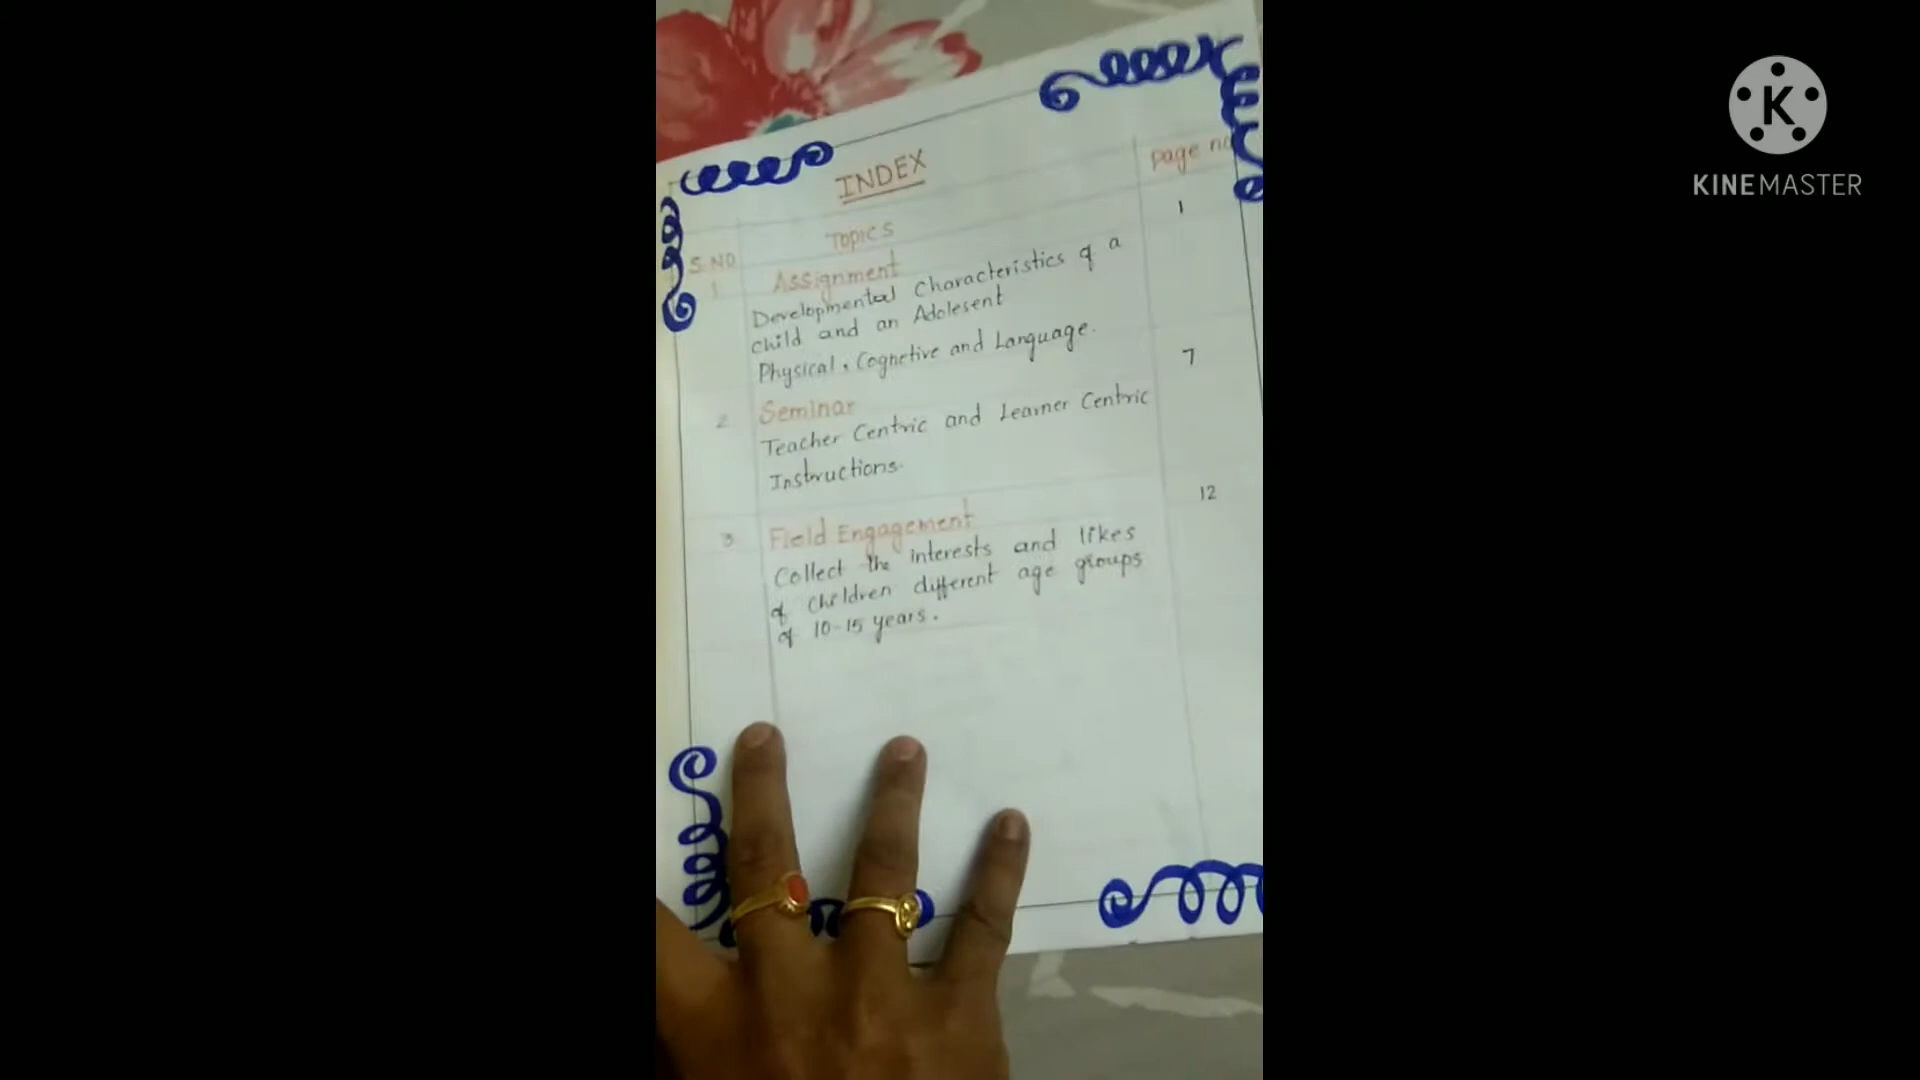 INDEX
S.NO
Topics
Page no
1
Assignment
1
Developmental Characteristics of a
child and an Adolesent
Physical, Cognetive and Language.
2
Seminar
7
Teacher Centric and Learner Centric
Instructions.
3
Field Engagement
12
Collect the interests and likes
of children different age groups
of 10-15 years.
K
KINEMASTER